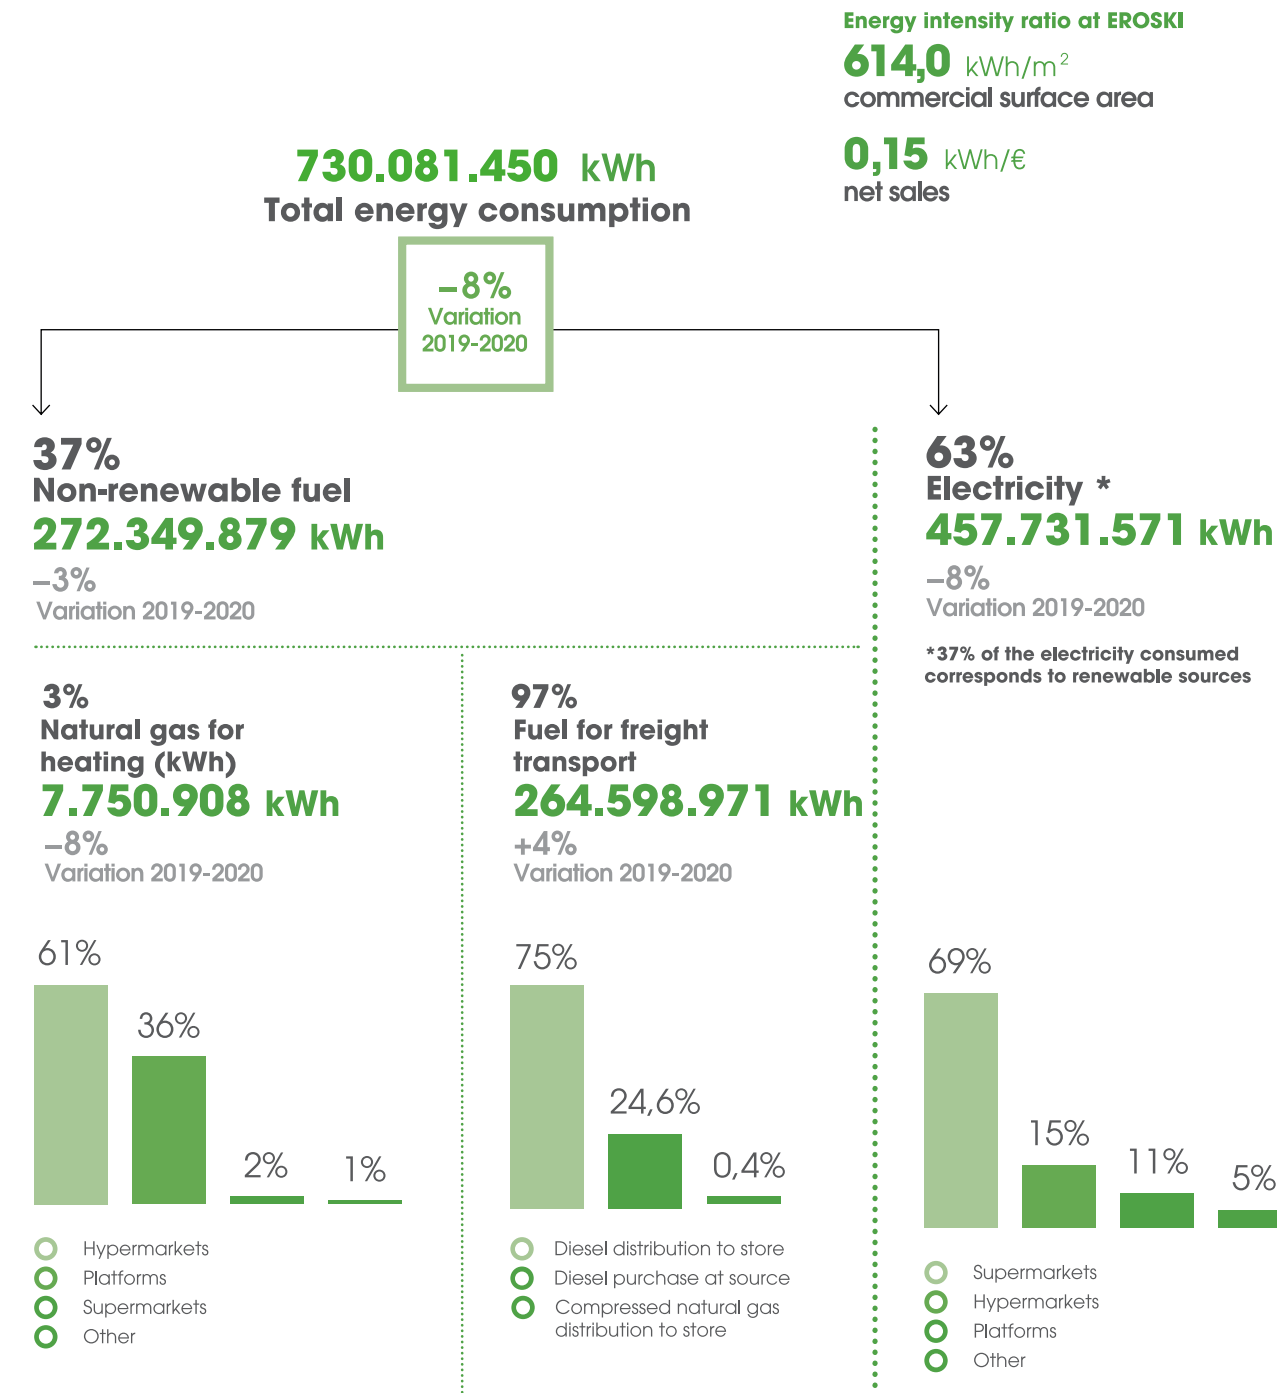 Energy intensity ratio at EROSKI
614,0 kWh/m²
commercial surface area
0,15 kWh/€
net sales
730.081.450 kWh
Total energy consumption
–8%
Variation
2019-2020
37%
Non-renewable fuel
272.349.879 kWh
–3%
Variation 2019-2020
63%
Electricity *
457.731.571 kWh
–8%
Variation 2019-2020
*37% of the electricity consumed
corresponds to renewable sources
3%
Natural gas for
heating (kWh)
7.750.908 kWh
–8%
Variation 2019-2020
97%
Fuel for freight
transport
264.598.971 kWh
+4%
Variation 2019-2020
61%
36%
2%
1%
Hypermarkets
Platforms
Supermarkets
Other
75%
24,6%
0,4%
Diesel distribution to store
Diesel purchase at source
Compressed natural gas
distribution to store
69%
15%
11%
5%
Supermarkets
Hypermarkets
Platforms
Other